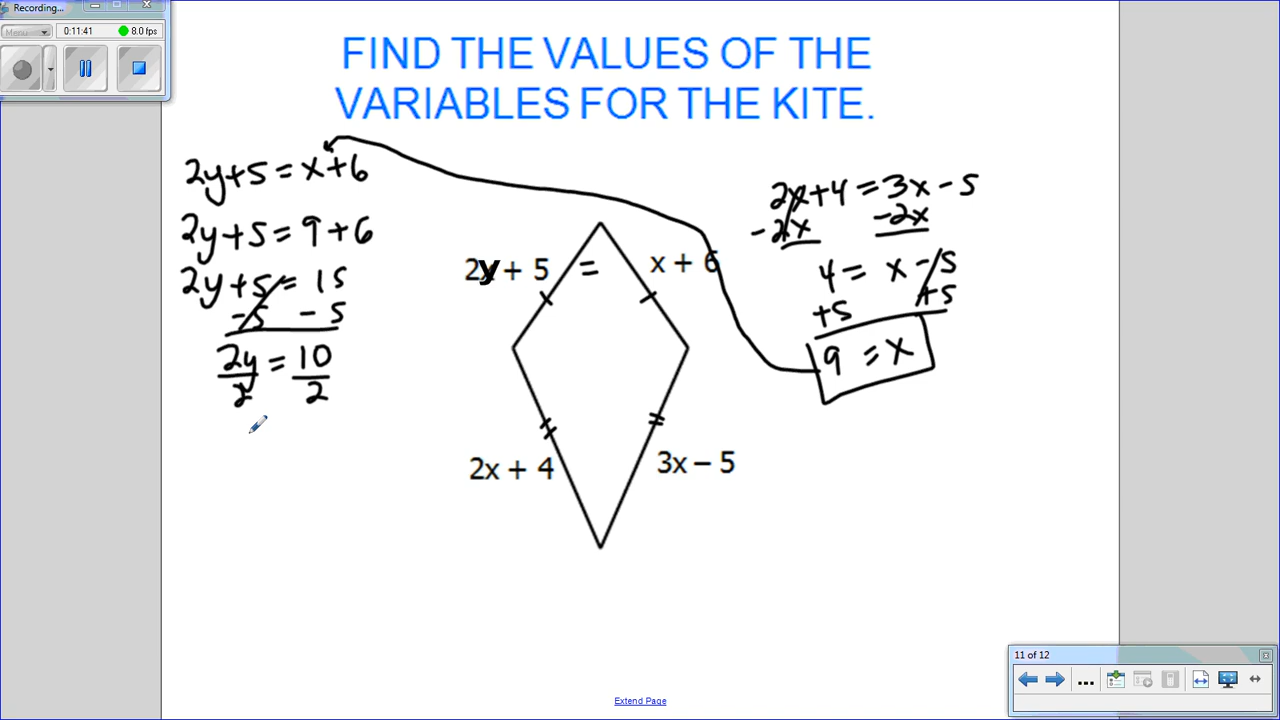 Recording...
Menu
0:11:41
8.0 fps
FIND THE VALUES OF THE
VARIABLES FOR THE KITE.
2y+5=x+6
2y+5=9+6
2y+5=15
-5 -5
2y = 10
2 2
2y + 5 = x + 6
2x + 4
3x – 5
2x+4=3x-5
-2x -2x
4= x-5
+5 +5
9 = x
11 of 12
...
Extend Page